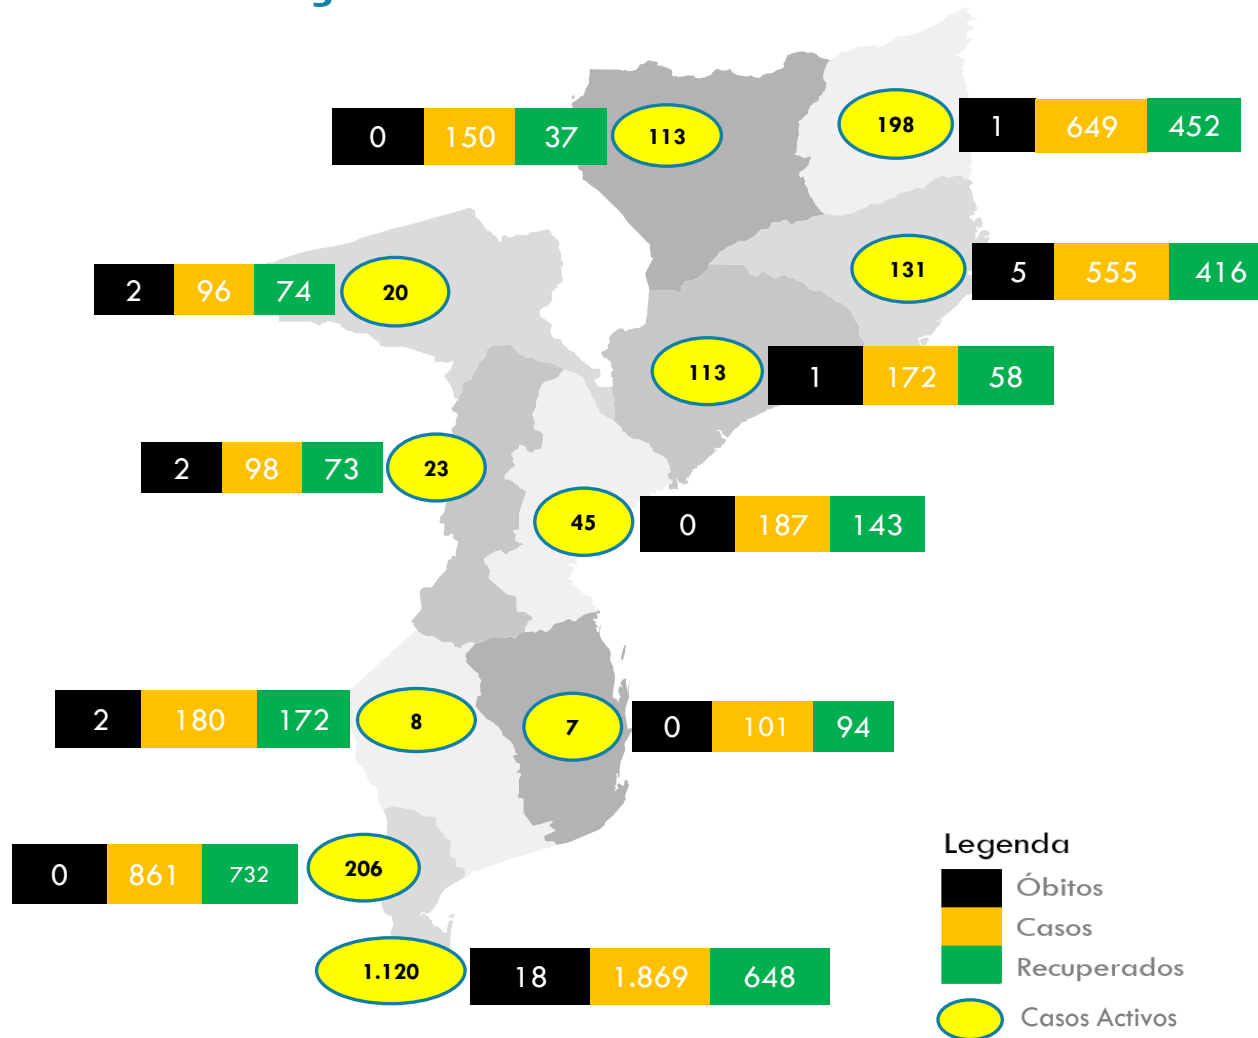 0 150 37 113
198 1 649 452
2 96 74 20
131 5 555 416
113 1 172 58
2 98 73 23
45 0 187 143
2 180 172 8
7 0 101 94
0 861 732 206
1.120 18 1.869 648
Legenda
Óbitos
Casos
Recuperados
Casos Activos